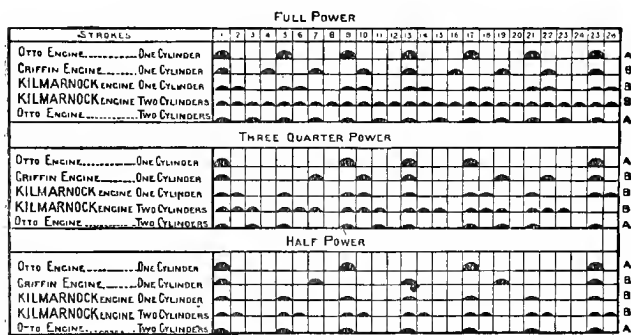 FULL POWER
STROKES 1 2 3 4 5 6 7 8 9 10 11 12 13 14 15 16 17 18 19 20 21 22 23 24 25 26
OTTO ENGINE ONE CYLINDER A
GRIFFIN ENGINE ONE CYLINDER B
KILMARNOCK ENGINE ONE CYLINDER B
KILMARNOCK ENGINE TWO CYLINDERS B
OTTO ENGINE TWO CYLINDERS A
THREE QUARTER POWER
OTTO ENGINE ONE CYLINDER A
GRIFFIN ENGINE ONE CYLINDER B
KILMARNOCK ENGINE ONE CYLINDER B
KILMARNOCK ENGINE TWO CYLINDERS B
OTTO ENGINE TWO CYLINDERS A
HALF POWER
OTTO ENGINE ONE CYLINDER A
GRIFFIN ENGINE ONE CYLINDER B
KILMARNOCK ENGINE ONE CYLINDER B
KILMARNOCK ENGINE TWO CYLINDERS B
OTTO ENGINE TWO CYLINDERS A